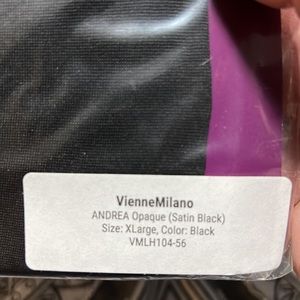 VienneMilano
ANDREA Opaque (Satin Black)
Size: XLarge, Color: Black
VMLH104-56